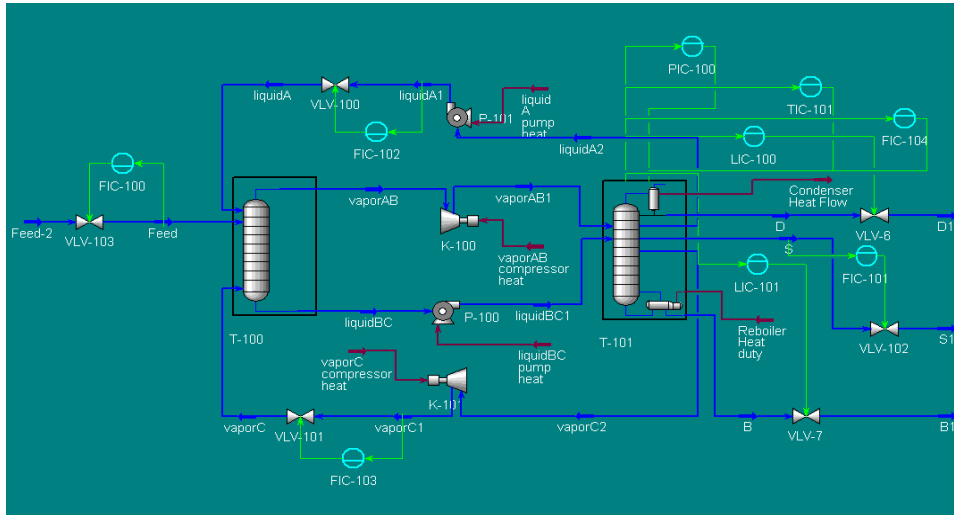 PIC-100
liquidA
VLV-100
liquidA1
P-101
liquid
A
pump
heat
TIC-101
FIC-102
liquidA2
LIC-100
FIC-104
FIC-100
Feed-2
VLV-103
Feed
vaporAB
K-100
vaporAB1
vaporAB
compressor
heat
Condenser
Heat Flow
D
VLV-6
D1
S
LIC-101
FIC-101
T-100
liquidBC
P-100
liquidBC1
liquidBC
pump
heat
T-101
Reboiler
Heat
duty
VLV-102
S1
vaporC
compressor
heat
K-101
vaporC
VLV-101
vaporC1
vaporC2
B
VLV-7
B1
FIC-103